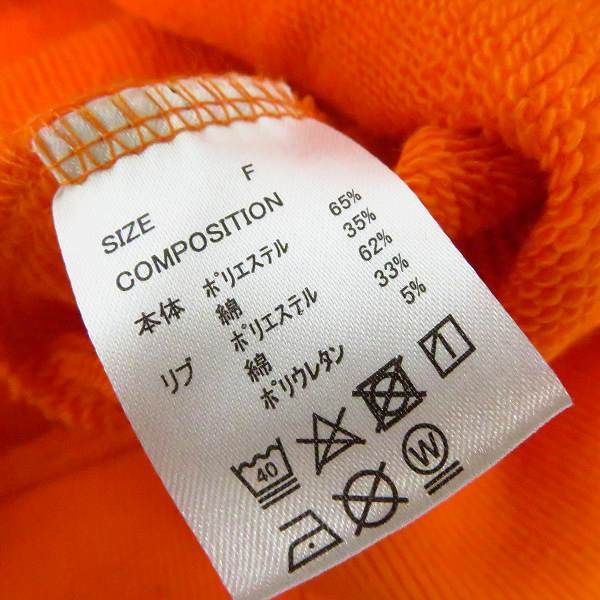 SIZE F
COMPOSITION
本体 ポリエステル 65%
綿 35%
リブ ポリエステル 62%
綿 33%
ポリウレタン 5%
40
W